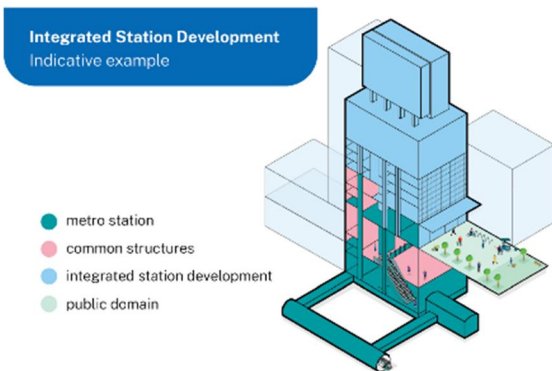 Integrated Station Development
Indicative example
metro station
common structures
integrated station development
public domain